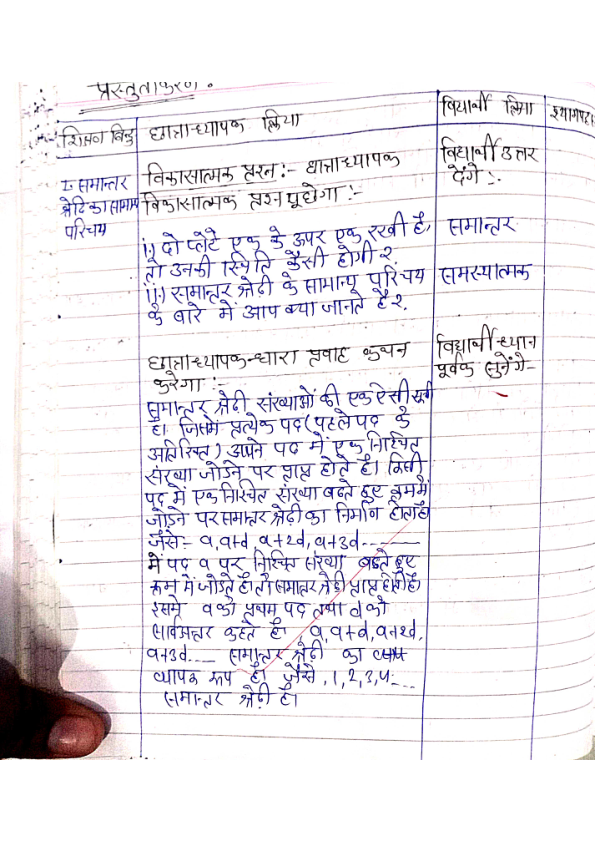 प्रस्तुतीकरण :
शिक्षण बिंदु
छात्राध्यापक क्रिया
विद्यार्थी क्रिया
श्यामपट्ट
1. समान्तर
श्रेढि का सामान्य
परिचय
विकासात्मक प्रश्न :- छात्राध्यापक
विकासात्मक प्रश्न पूछेगा :-
विद्यार्थी उत्तर
देंगे :-
i.) दो प्लेटे एक के ऊपर एक रखी है,
तो उनकी स्थिति कैसी होगी ?.
समान्तर
ii.) समान्तर श्रेढ़ी के सामान्य परिचय
के बारे में आप क्या जानते है ?.
समस्यात्मक
छात्राध्यापक द्धारा प्रवाह कथन
करेगा :-
विद्यार्थी ध्यान
पूर्वक सुनेंगे-
समान्तर श्रेढ़ी संख्याओं की एक ऐसी सूची
है। जिसमें प्रत्येक पद (पहले पद के
अतिरिक्त) अपने पद में एक निश्चित
संख्या जोडने पर प्राप्त होते है। किसी
पद में एक निश्चित संख्या बढते हुए क्रम में
जोड़ने पर समान्तर श्रेढ़ी का निर्माण होता है।
जैसे:- a, a+d, a+2d, a+3d........
में पद a पर निश्चित संख्या बढते हुए
क्रम में जोडते है तो समान्तर श्रेढी प्राप्त होती है।
इसमे a को प्रथम पद तथा d को
सार्वअन्तर कहते है। a, a+d, a+2d,
a+3d.... समान्तर श्रेढ़ी का
व्यापक रूप है। जैसे , 1, 2, 3, 4...
समान्तर श्रेढ़ी है।